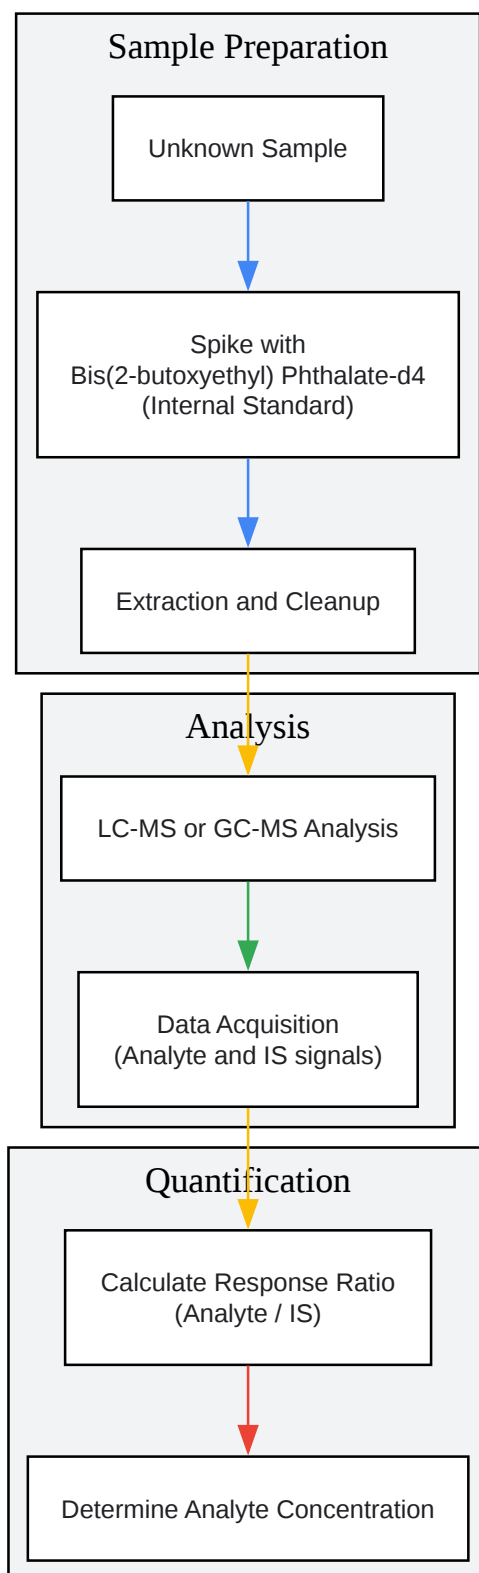 Sample Preparation
Unknown Sample
Spike with
Bis(2-butoxyethyl) Phthalate-d4
(Internal Standard)
Extraction and Cleanup
Analysis
LC-MS or GC-MS Analysis
Data Acquisition
(Analyte and IS signals)
Quantification
Calculate Response Ratio
(Analyte / IS)
Determine Analyte Concentration